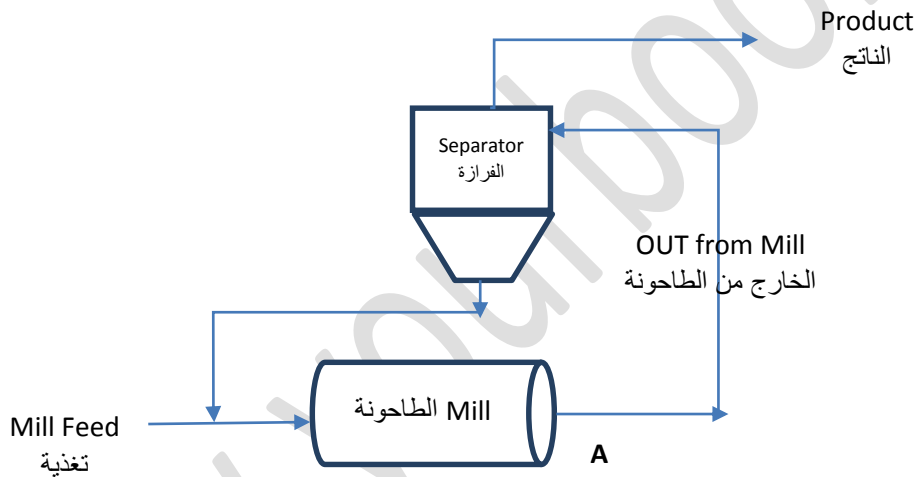 Product
الناتج
Separator
الفرازة
OUT from Mill
الخارج من الطاحونة
الطاحونة Mill
Mill Feed
تغذية
A